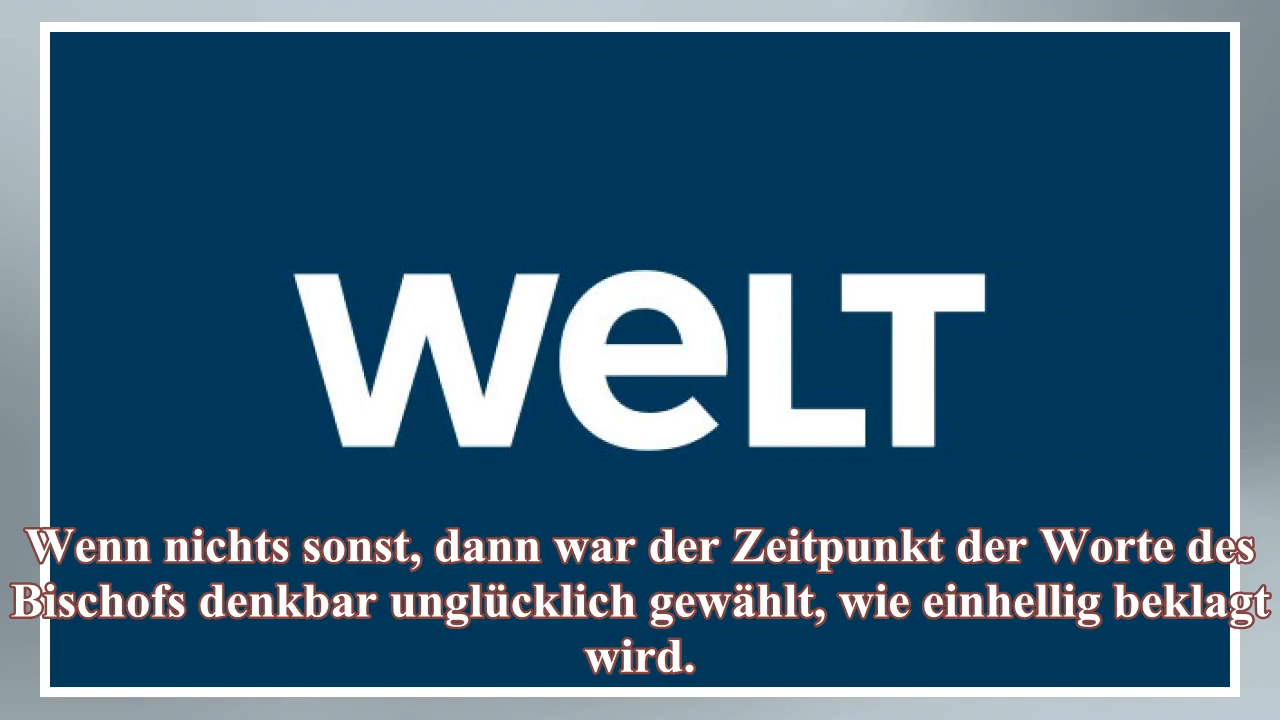 WeLT
Wenn nichts sonst, dann war der Zeitpunkt der Worte des
Bischofs denkbar unglücklich gewählt, wie einhellig beklagt
wird.